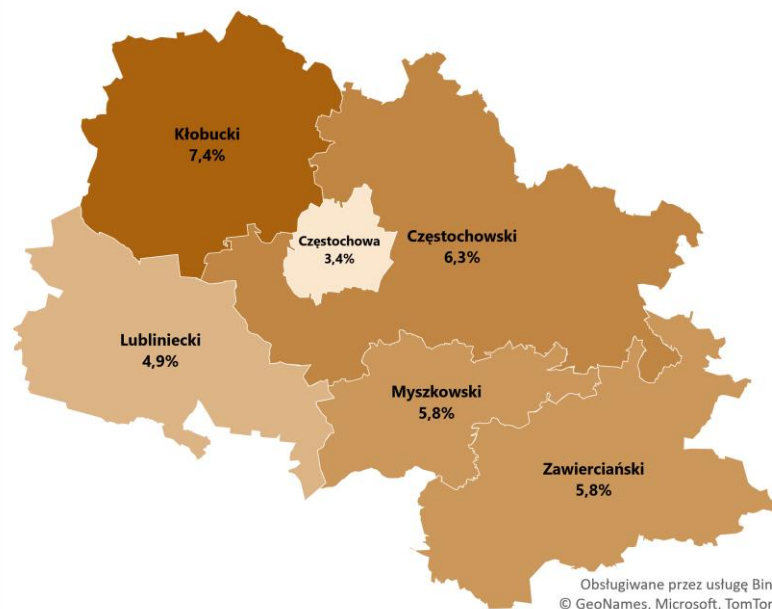 Kłobucki
7,4%
Częstochowa
3,4%
Częstochowski
6,3%
Lubliniecki
4,9%
Myszkowski
5,8%
Zawierciański
5,8%
Obsługiwane przez usługę Bin
© GeoNames, Microsoft, TomTom